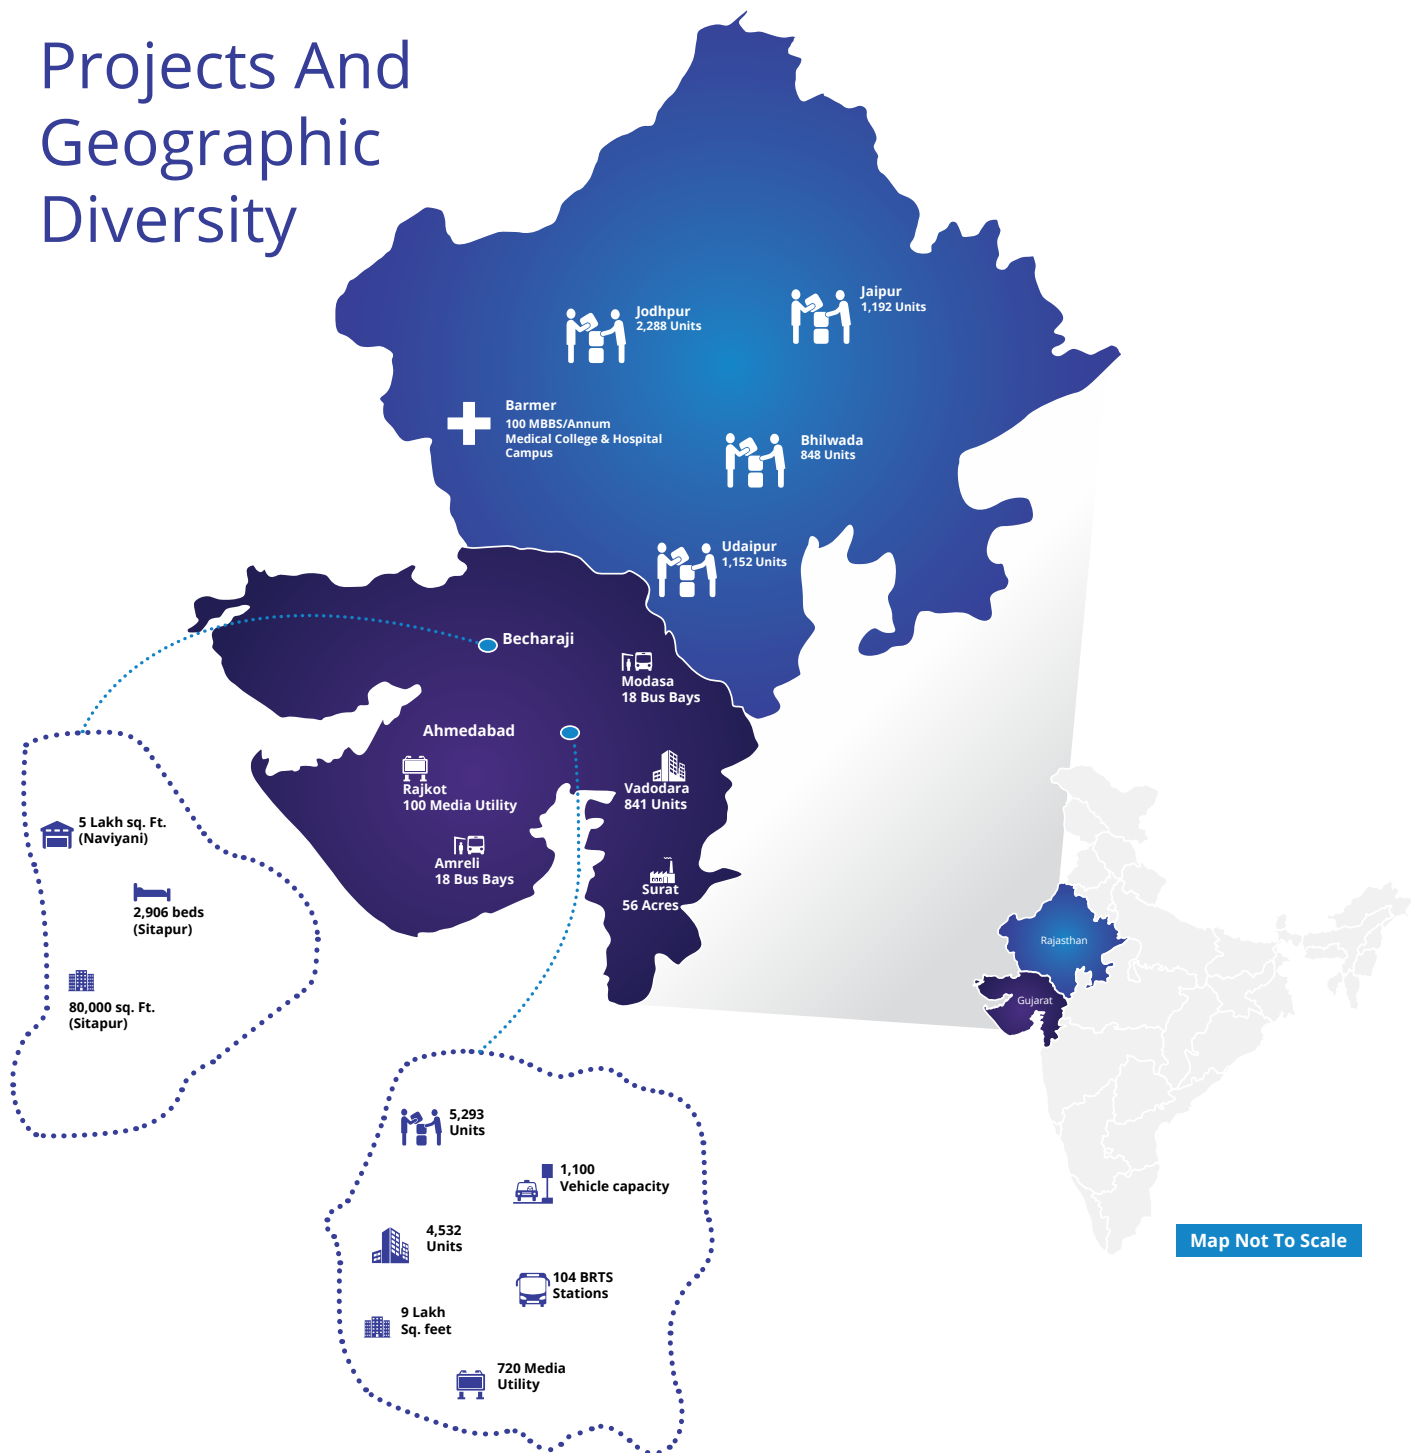 Projects And
Geographic
Diversity
Jodhpur
2,288 Units
Jaipur
1,192 Units
Barmer
100 MBBS/Annum
Medical College & Hospital
Campus
Bhilwada
848 Units
Udaipur
1,152 Units
Becharaji
Modasa
18 Bus Bays
Ahmedabad
Rajkot
100 Media Utility
Vadodara
841 Units
Amreli
18 Bus Bays
Surat
56 Acres
5 Lakh sq. Ft.
(Naviyani)
2,906 beds
(Sitapur)
80,000 sq. Ft.
(Sitapur)
Rajasthan
Gujarat
5,293
Units
1,100
Vehicle capacity
4,532
Units
104 BRTS
Stations
9 Lakh
Sq. feet
720 Media
Utility
Map Not To Scale